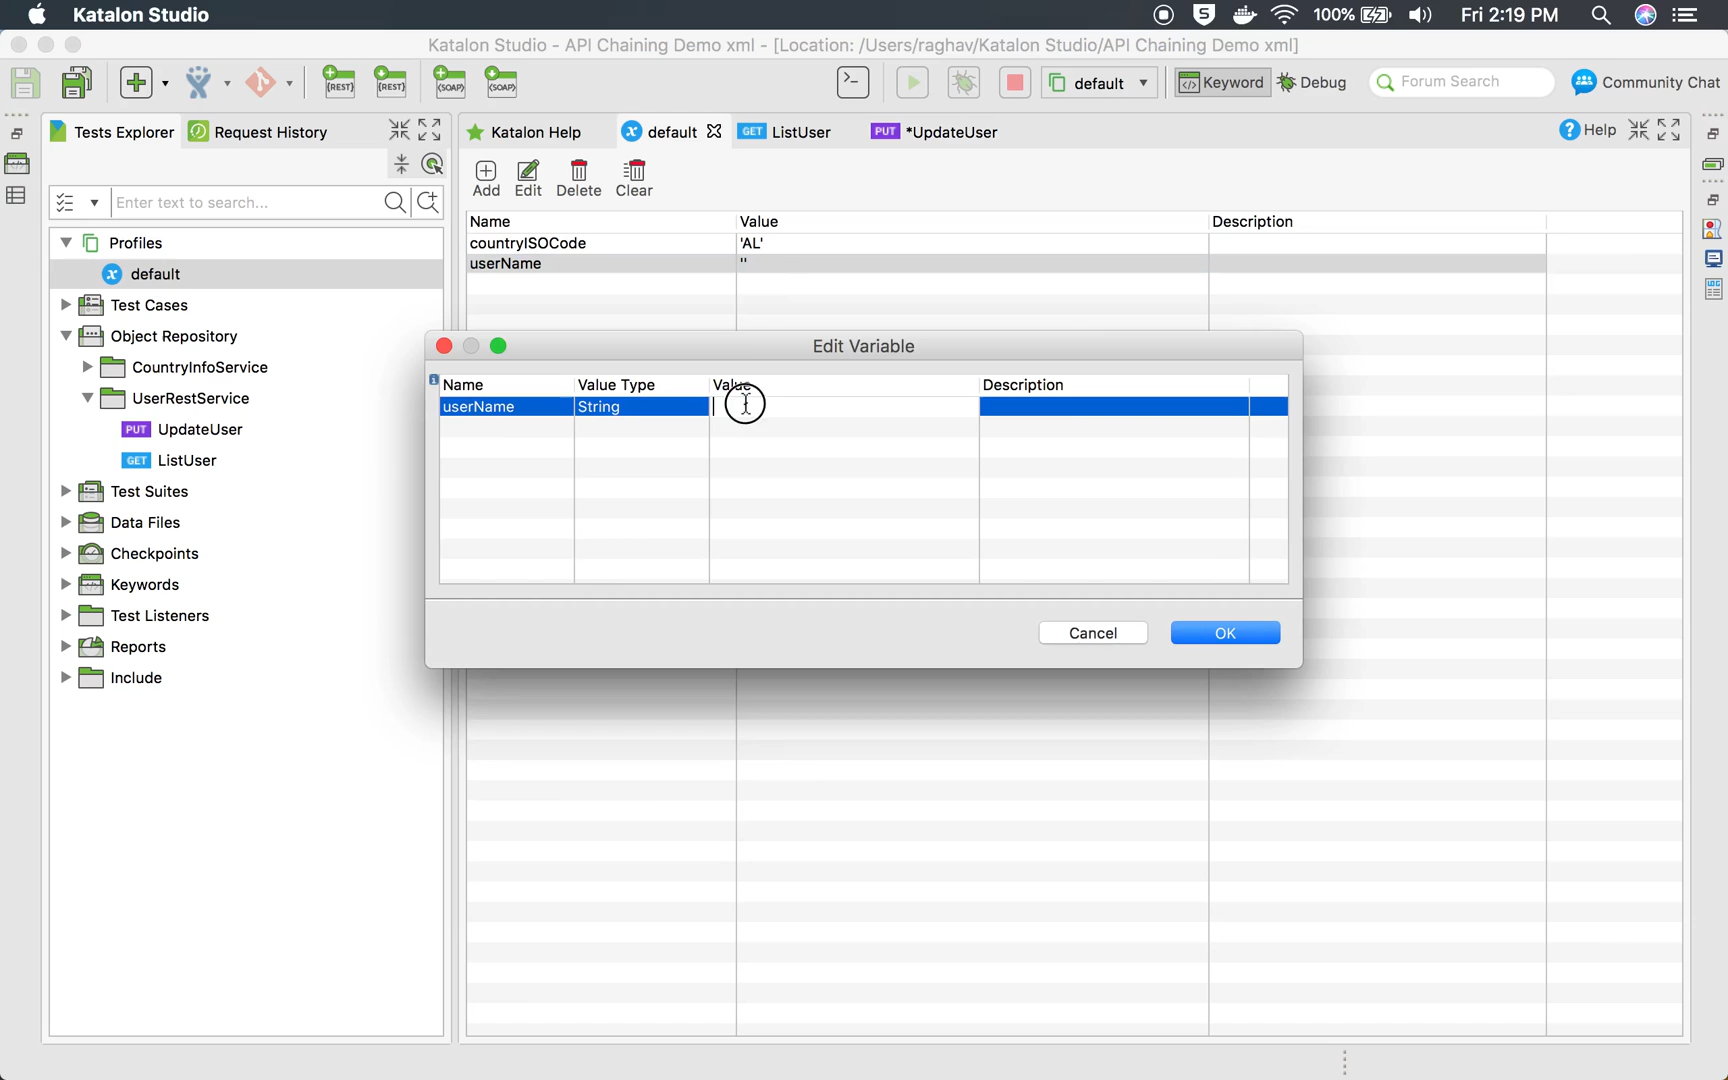 Katalon Studio
100%
Fri 2:19 PM
Katalon Studio - API Chaining Demo xml - [Location: /Users/raghav/Katalon Studio/API Chaining Demo xml]
{REST}
{REST}
{SOAP}
{SOAP}
default
Keyword
Debug
Forum Search
Community Chat
Tests Explorer
Request History
Katalon Help
default
GET ListUser
PUT *UpdateUser
Help
Add
Edit
Delete
Clear
Enter text to search...
Name
Value
Description
countryISOCode
'AL'
userName
''
Profiles
default
Test Cases
Object Repository
CountryInfoService
UserRestService
PUT UpdateUser
GET ListUser
Test Suites
Data Files
Checkpoints
Keywords
Test Listeners
Reports
Include
Edit Variable
Name
Value Type
Value
Description
userName
String
Cancel
OK